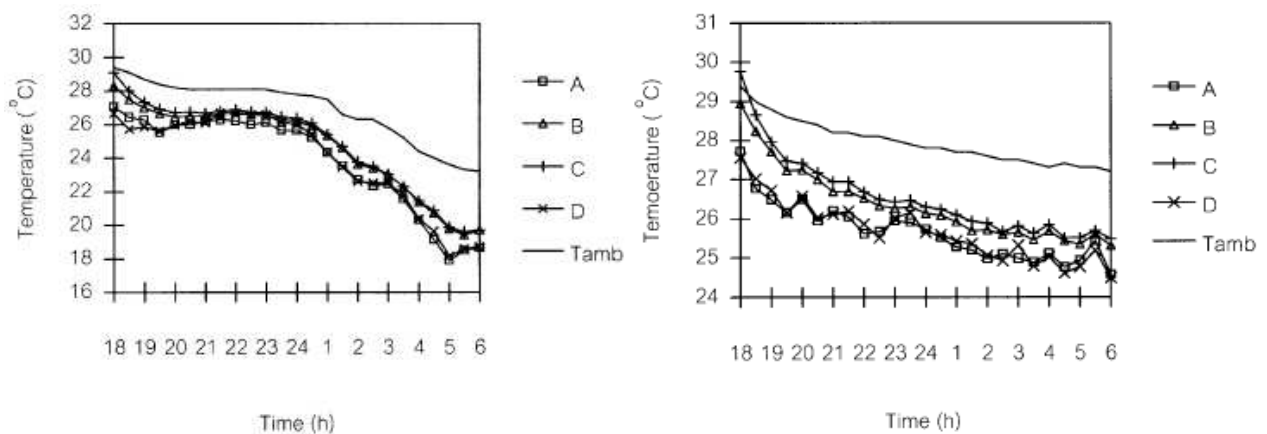 32
30
28
26
24
22
20
18
16
Temperature (°C)
18 19 20 21 22 23 24 1 2 3 4 5 6
Time (h)
A
B
C
D
Tamb
31
30
29
28
27
26
25
24
Temoerature (°C)
18 19 20 21 22 23 24 1 2 3 4 5 6
Time (h)
A
B
C
D
Tamb